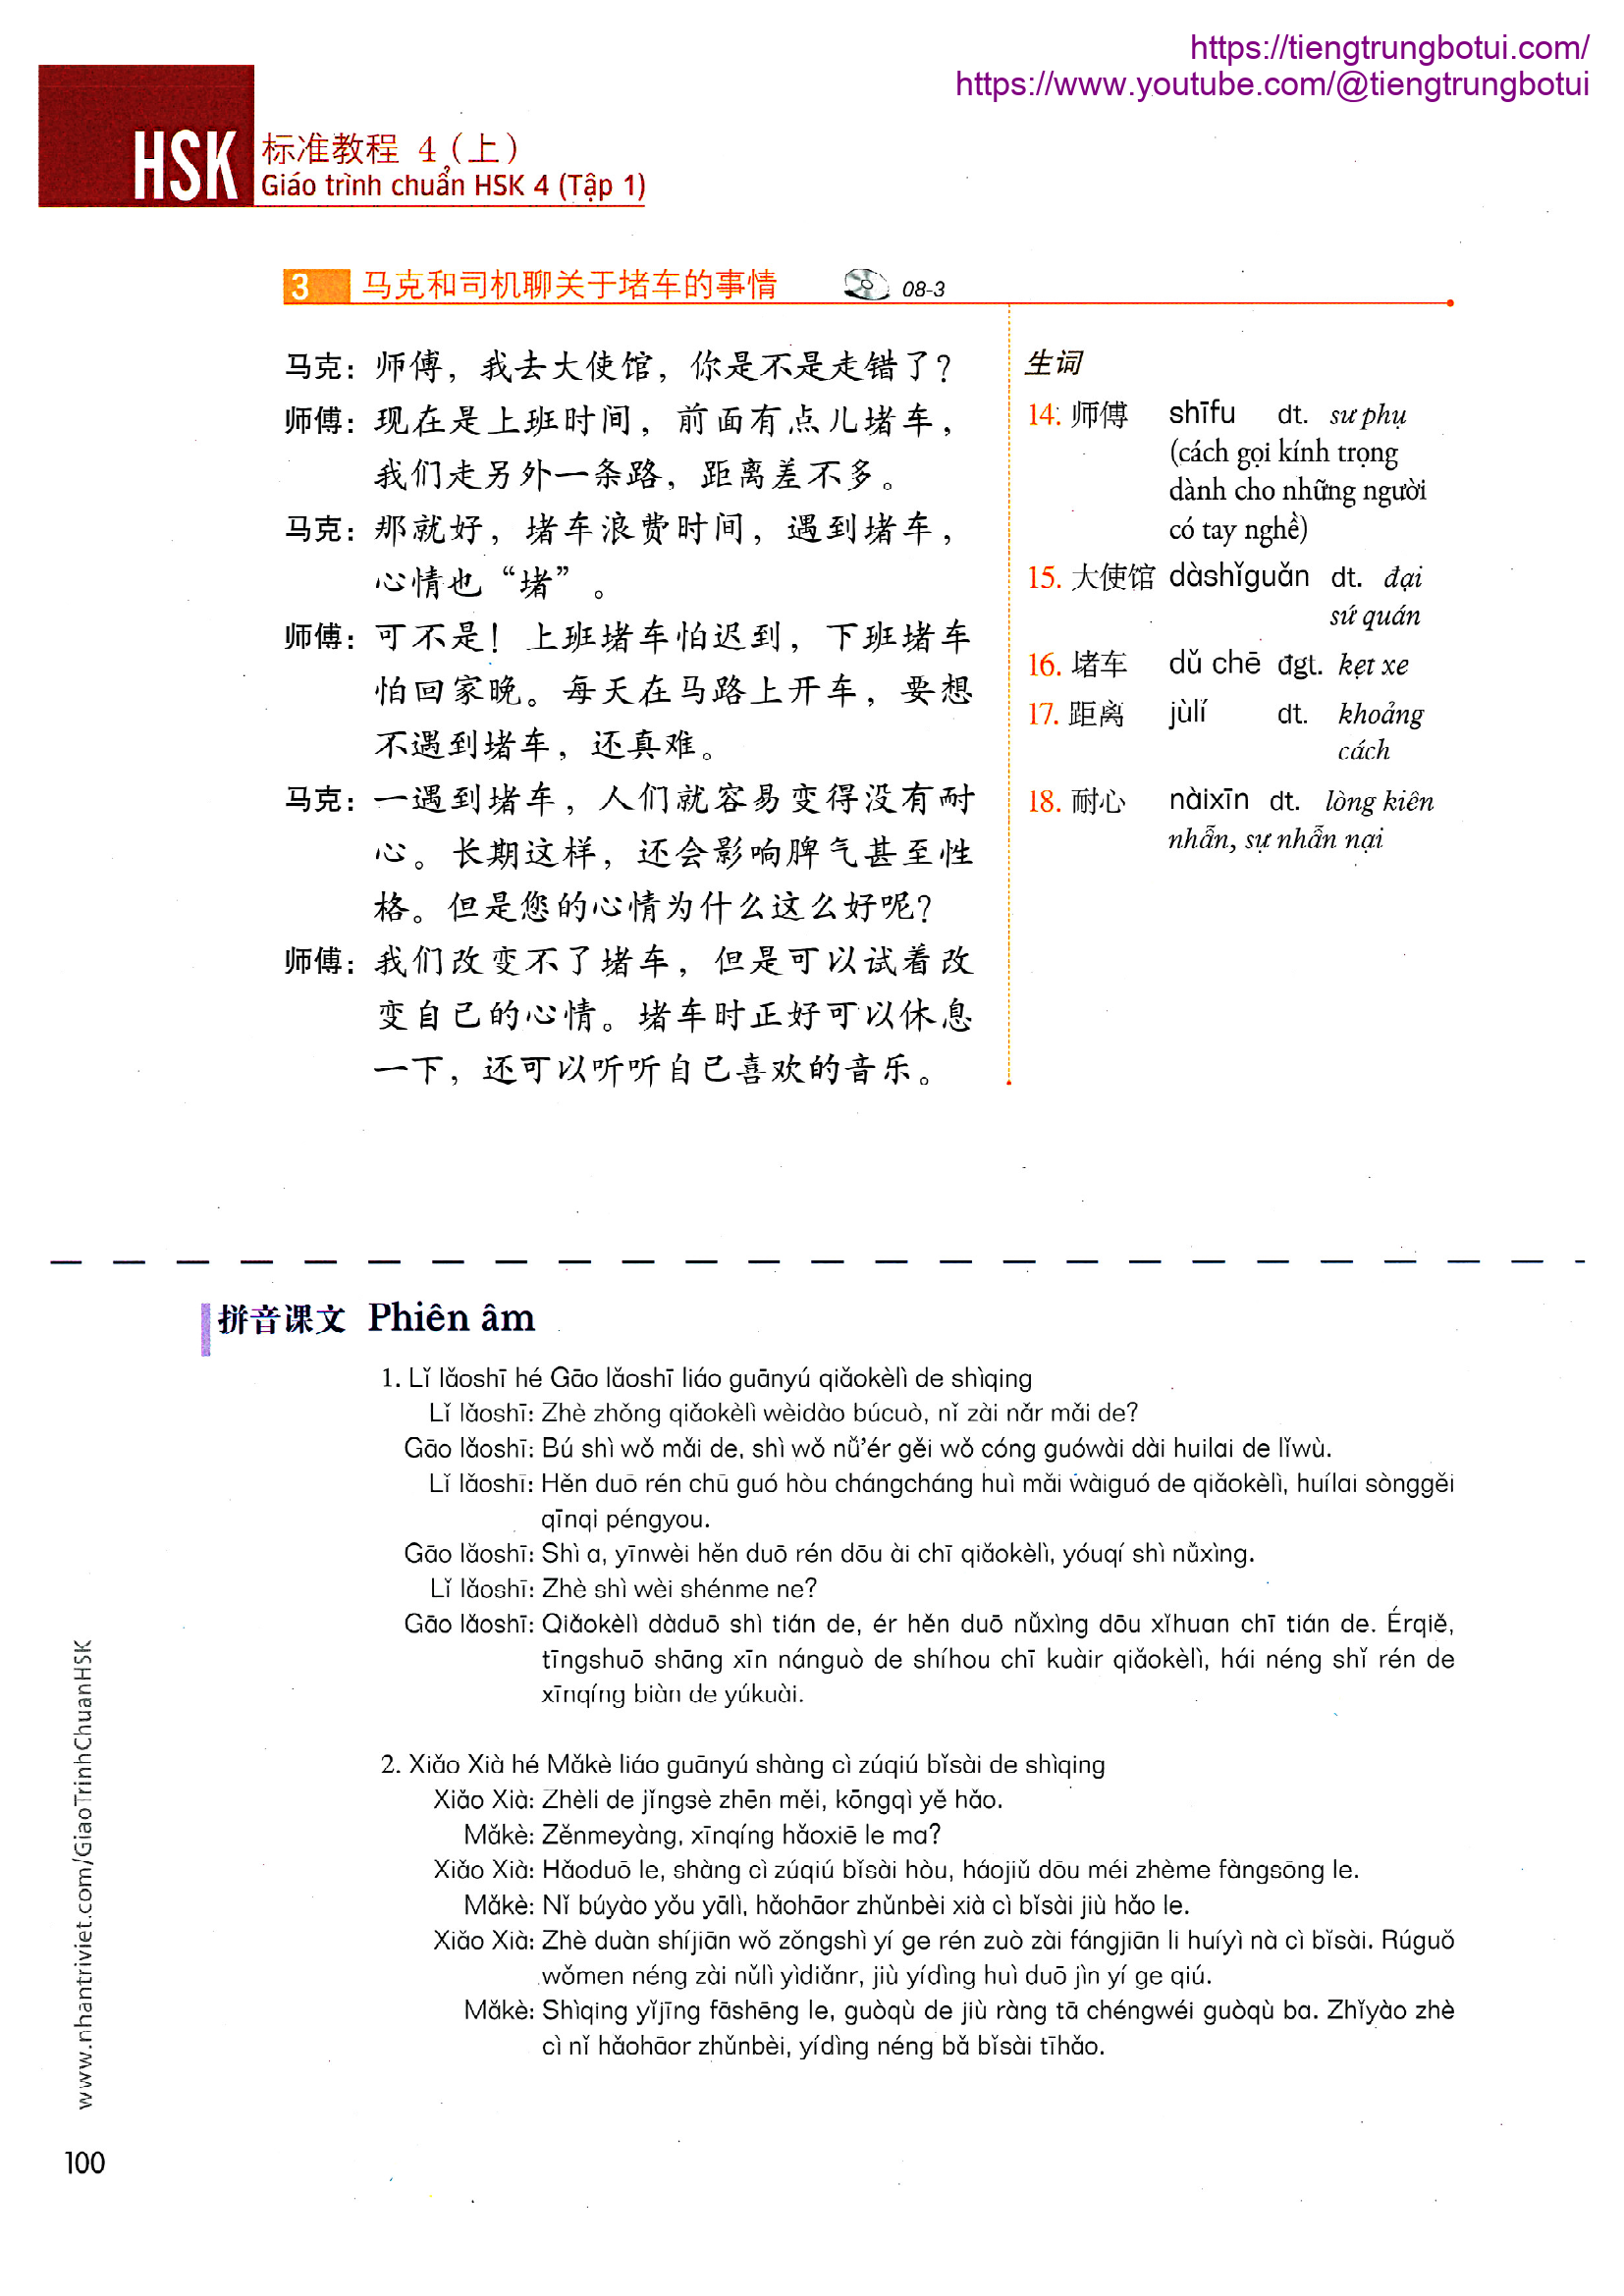 https://tiengtrungbotui.com/
https://www.youtube.com/@tiengtrungbotui
HSK 标准教程 4（上）
Giáo trình chuẩn HSK 4 (Tập 1)
3 马克和司机聊关于堵车的事情 08-3
马克：师傅，我去大使馆，你是不是走错了？
师傅：现在是上班时间，前面有点儿堵车，
我们走另外一条路，距离差不多。
马克：那就好，堵车浪费时间，遇到堵车，
心情也“堵”。
师傅：可不是！上班堵车怕迟到，下班堵车
怕回家晚。每天在马路上开车，要想
不遇到堵车，还真难。
马克：一遇到堵车，人们就容易变得没有耐
心。长期这样，还会影响脾气甚至性
格。但是您的心情为什么这么好呢？
师傅：我们改变不了堵车，但是可以试着改
变自己的心情。堵车时正好可以休息
一下，还可以听听自己喜欢的音乐。
生词
14. 师傅 shīfu dt. sư phụ
(cách gọi kính trọng
dành cho những người
có tay nghề)
15. 大使馆 dàshǐguǎn dt. đại
sứ quán
16. 堵车 dǔ chē đgt. kẹt xe
17. 距离 jùlí dt. khoảng
cách
18. 耐心 nàixīn dt. lòng kiên
nhẫn, sự nhẫn nại
拼音课文 Phiên âm
1. Lǐ lǎoshī hé Gāo lǎoshī liáo guānyú qiǎokèlì de shìqing
Lǐ lǎoshī: Zhè zhǒng qiǎokèlì wèidào búcuò, nǐ zài nǎr mǎi de?
Gāo lǎoshī: Bú shì wǒ mǎi de, shì wǒ nǚ’ér gěi wǒ cóng guówài dài huilai de lǐwù.
Lǐ lǎoshī: Hěn duō rén chū guó hòu chángcháng huì mǎi wàiguó de qiǎokèlì, huílai sònggěi
qīnqi péngyou.
Gāo lǎoshī: Shì a, yīnwèi hěn duō rén dōu ài chī qiǎokèlì, yóuqí shì nǚxìng.
Lǐ lǎoshī: Zhè shì wèi shénme ne?
Gāo lǎoshī: Qiǎokèlì dàduō shì tián de, ér hěn duō nǚxìng dōu xǐhuan chī tián de. Érqiě,
tīngshuō shāng xīn nánguò de shíhou chī kuàir qiǎokèlì, hái néng shǐ rén de
xīnqíng biàn de yúkuài.
2. Xiǎo Xià hé Mǎkè liáo guānyú shàng cì zúqiú bǐsài de shìqing
Xiǎo Xià: Zhèli de jǐngsè zhēn měi, kōngqì yě hǎo.
Mǎkè: Zěnmeyàng, xīnqíng hǎoxiē le ma?
Xiǎo Xià: Hǎoduō le, shàng cì zúqiú bǐsài hòu, háojiǔ dōu méi zhème fàngsōng le.
Mǎkè: Nǐ búyào yǒu yālì, hǎohāor zhǔnbèi xià cì bǐsài jiù hǎo le.
Xiǎo Xià: Zhè duàn shíjiān wǒ zǒngshì yí ge rén zuò zài fángjiān li huíyì nà cì bǐsài. Rúguǒ
wǒmen néng zài nǔlì yìdiǎnr, jiù yídìng huì duō jìn yí ge qiú.
Mǎkè: Shìqing yǐjīng fāshēng le, guòqù de jiù ràng tā chéngwéi guòqù ba. Zhǐyào zhè
cì nǐ hǎohāor zhǔnbèi, yídìng néng bǎ bǐsài tīhǎo.
www.nhantriviet.com/GiaoTrinhChuanHSK
100